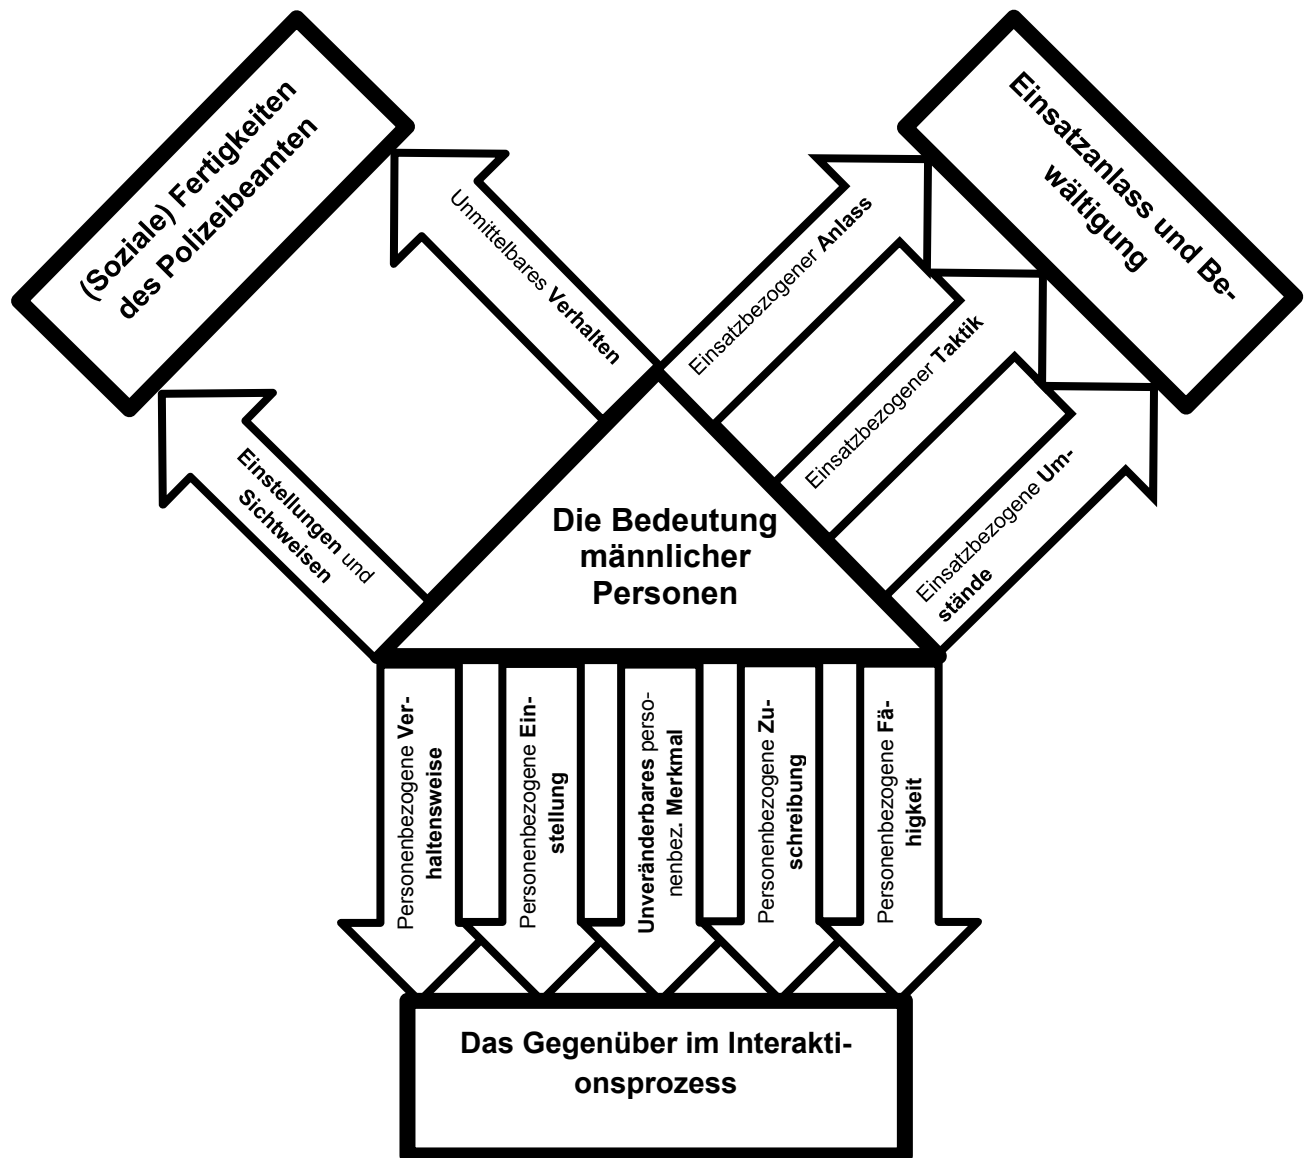 (Soziale) Fertigkeiten
des Polizeibeamten
Einsatzanlass und Be-
wältigung
Unmittelbares Verhalten
Einstellungen und
Sichtweisen
Einsatzbezogener Anlass
Einsatzbezogener Taktik
Einsatzbezogene Um-
stände
Die Bedeutung
männlicher
Personen
Personenbezogene Ver-
haltensweise
Personenbezogene Ein-
stellung
Unveränderbares perso-
nenbez. Merkmal
Personenbezogene Zu-
schreibung
Personenbezogene Fä-
higkeit
Das Gegenüber im Interakti-
onsprozess